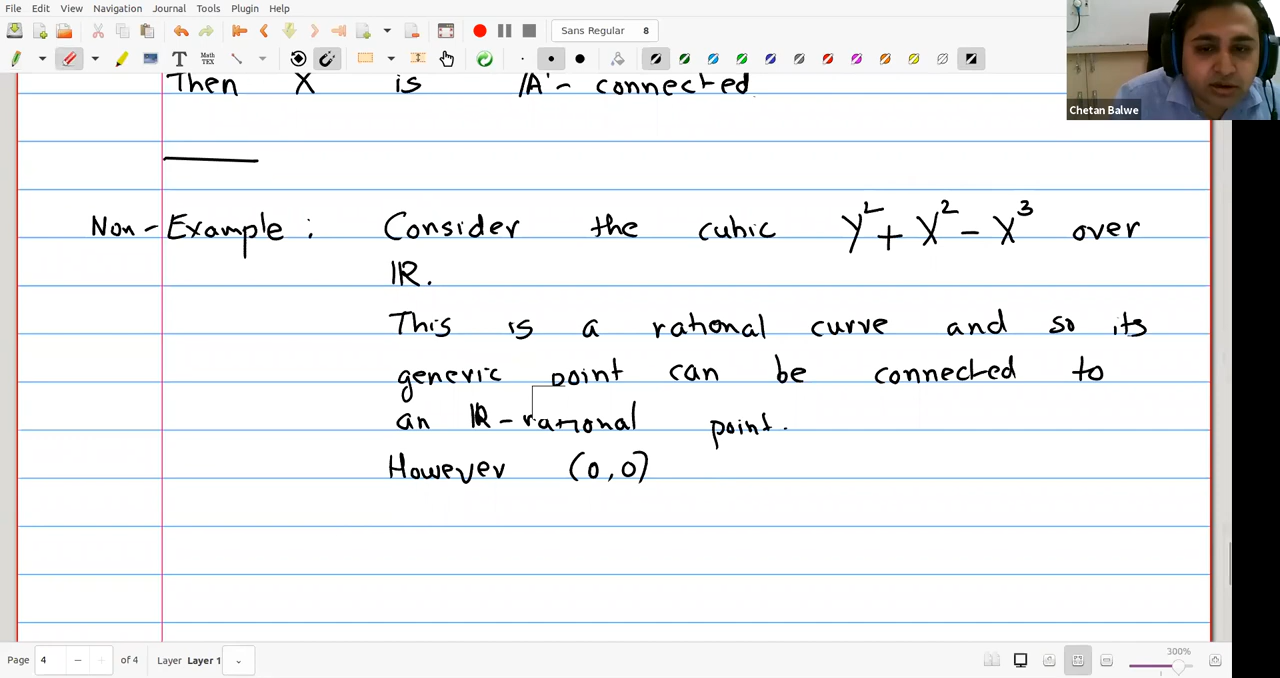 File Edit View Navigation Journal Tools Plugin Help
Sans Regular 8
Chetan Balwe
Then X is A¹- connected
Non-Example: Consider the cubic Y² + X² - X³ over
ℝ.
This is a rational curve and so its
generic point can be connected to
an ℝ-rational point.
However (0,0)
Page 4 − + of 4 Layer Layer 1 300%